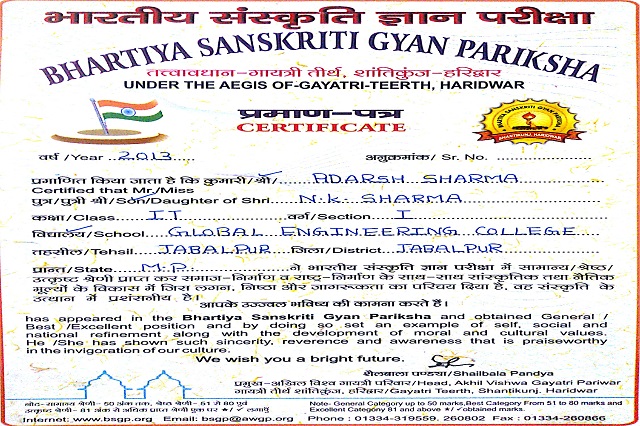 भारतीय संस्कृति ज्ञान परीक्षा
BHARTIYA SANSKRITI GYAN PARIKSHA
तत्त्वावधान-गायत्री तीर्थ, शांतिकुंज-हरिद्वार
UNDER THE AEGIS OF-GAYATRI-TEERTH, HARIDWAR
प्रमाण-पत्र
CERTIFICATE
BHARTIYA SANSKRITI GYAN PARIKSHA
SHANTIKUNJ, HARIDWAR
वर्ष /Year ..2013..... अनुक्रमांक/ Sr. No. ......................
प्रमाणित किया जाता है कि कुमारी/श्री/ ADARSH SHARMA
Certified that Mr/Miss
पुत्र/पुत्री श्री/Son/Daughter of Shri N.K. SHARMA
कक्षा/Class IT वर्ग/Section I
विद्यालय/School GLOBAL ENGINEERING COLLEGE
तहसील/Tehsil JABALPUR जिला/District JABALPUR
प्रान्त/State M.P. ने भारतीय संस्कृति ज्ञान परीक्षा में सामान्य/श्रेष्ठ/
उत्कृष्ट श्रेणी प्राप्त कर समाज-निर्माण व राष्ट्र-निर्माण के साथ-साथ सांस्कृतिक तथा नैतिक
मूल्यों के विकास में जिस लगन, निष्ठा और जागरूकता का परिचय दिया है, वह संस्कृति के
उत्थान में प्रशंसनीय है।
आपके उज्ज्वल भविष्य की कामना करते हैं।
has appeared in the Bhartiya Sanskriti Gyan Pariksha and obtained General /
Best /Excellent position and by doing so set an example of self, social and
national refinement along with the development of moral and cultural values.
He /She has shown such sincerity, reverence and awareness that is praiseworthy
in the invigoration of our culture.
We wish you a bright future.
शैलबाला पण्ड्या/Shailbala Pandya
प्रमुख-अखिल विश्व गायत्री परिवार/Head, Akhil Vishwa Gayatri Pariwar
गायत्री तीर्थ, शांतिकुंज, हरिद्वार/Gayatri Teerth, Shantikunj, Haridwar
नोट-सामान्य श्रेणी- 50 अंक तक, श्रेष्ठ श्रेणी- 51 से 80 पूर्व
उत्कृष्ट श्रेणी- 81 अंक से अधिक प्राप्त श्रेणी पर ★/✓ लगायें
Note- General Category up to 50 marks,Best Category From 51 to 80 marks and
Excellent Category 81 and above ★/✓obtained marks.
Internet: www.bsgp.org Email: bsgp@awgp.org Phone : 01334-319559, 260802 Fax : 01334-260866